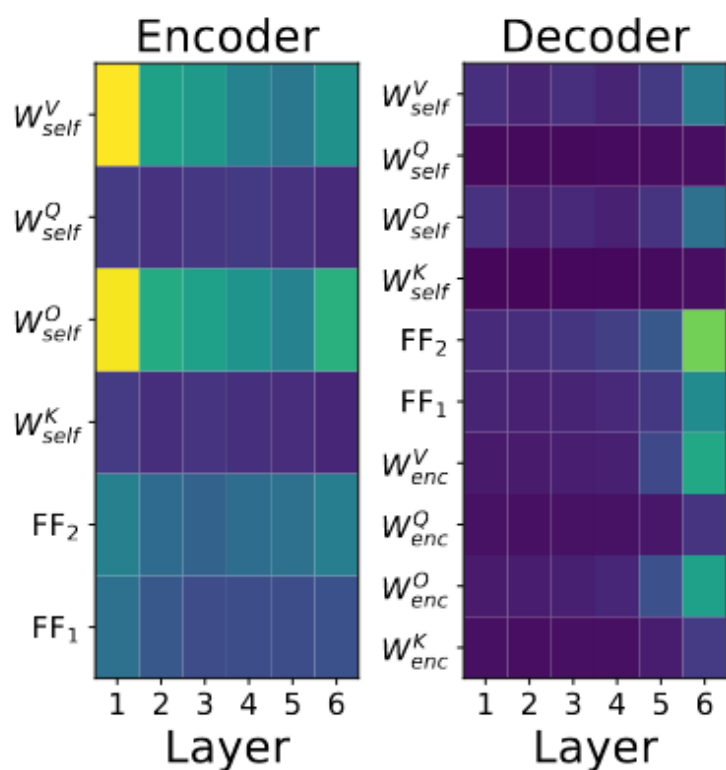 Encoder
W^V_self
W^Q_self
W^O_self
W^K_self
FF_2
FF_1
1 2 3 4 5 6
Layer
Decoder
W^V_self
W^Q_self
W^O_self
W^K_self
FF_2
FF_1
W^V_enc
W^Q_enc
W^O_enc
W^K_enc
1 2 3 4 5 6
Layer